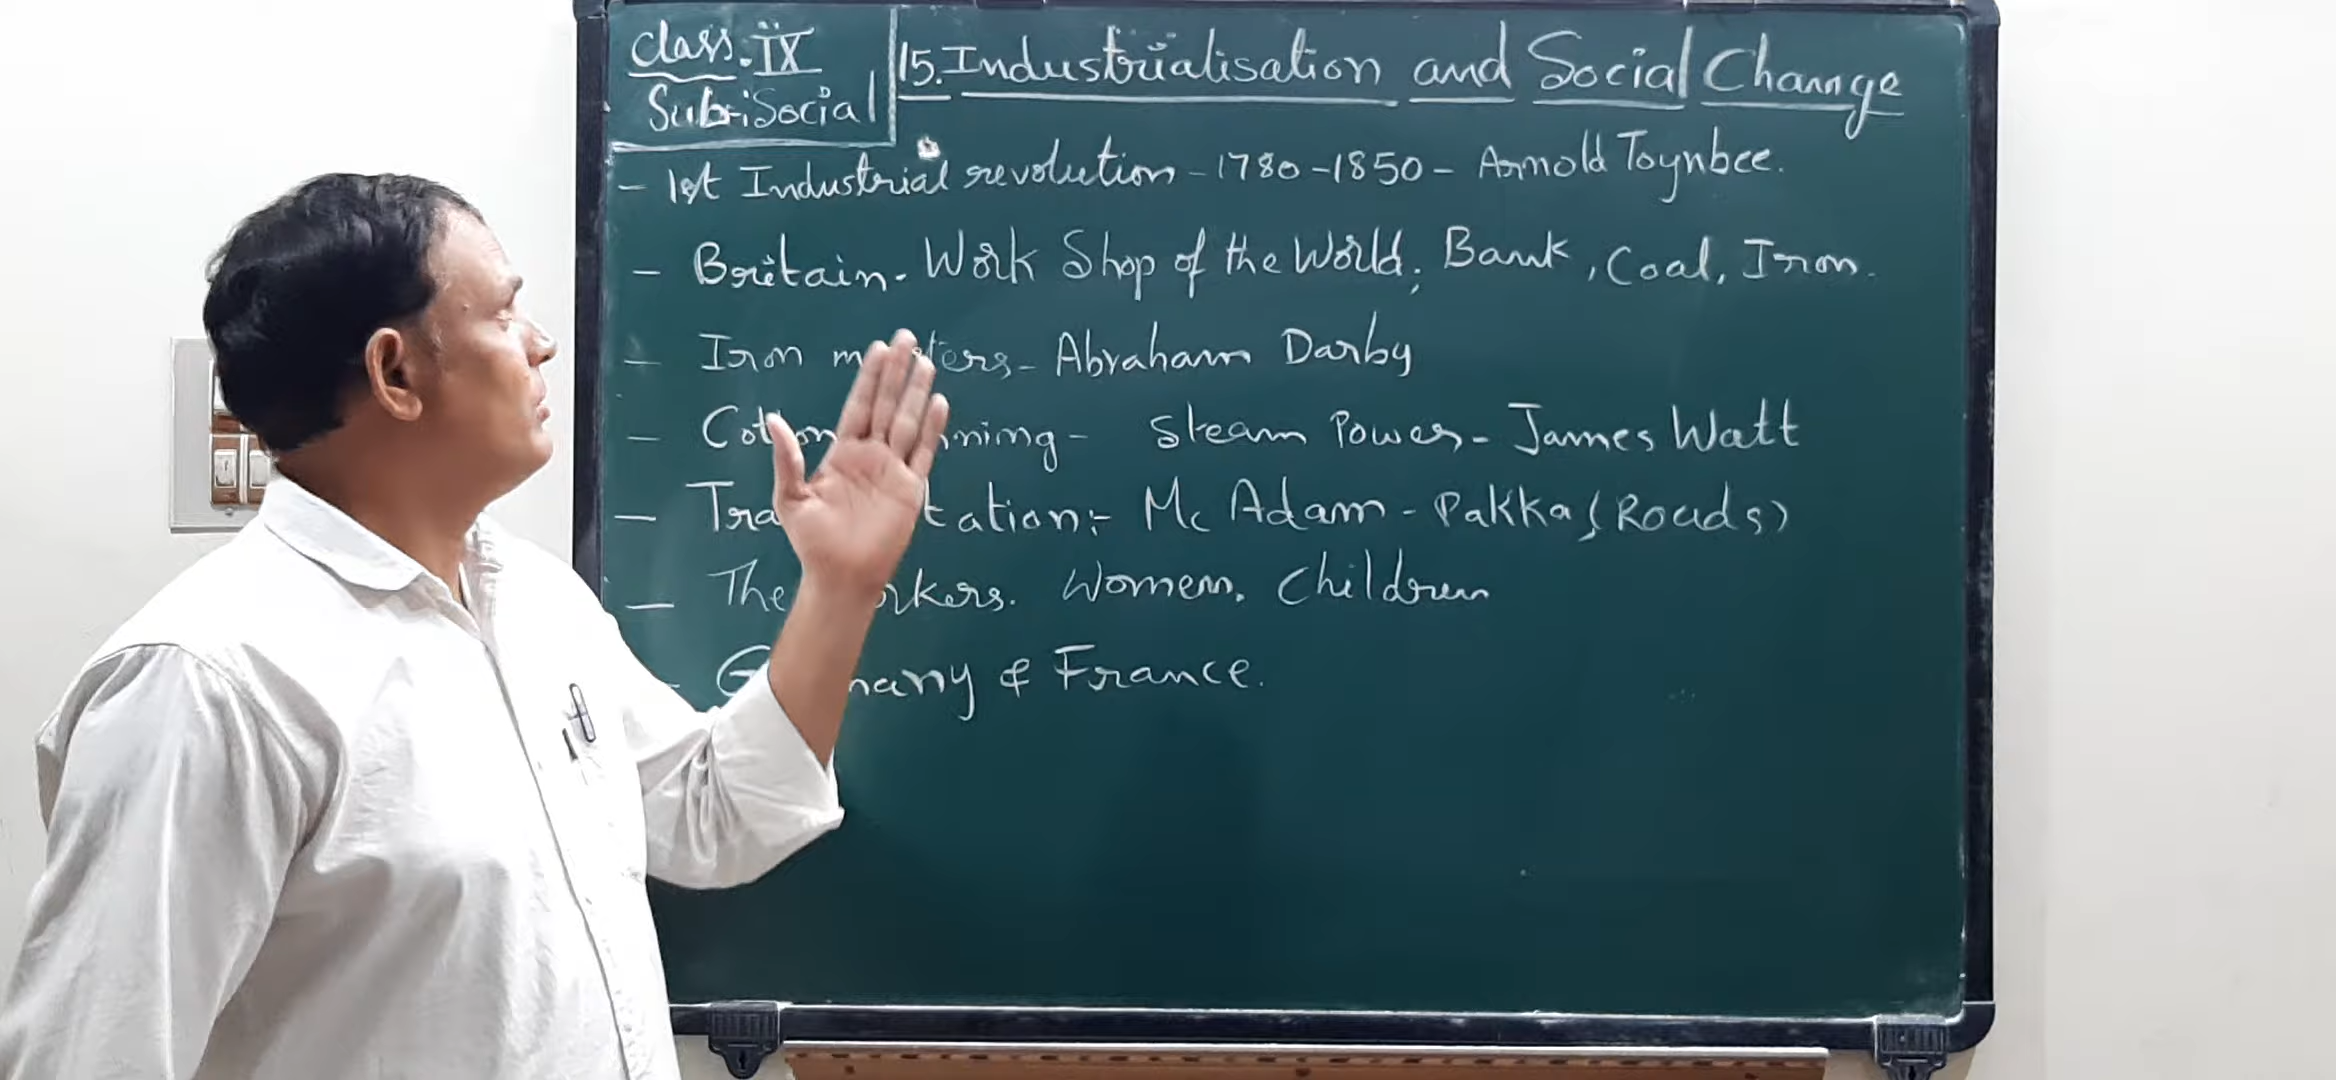 Class. IX
Sub:-Social
15. Industrialisation and Social Channge
- 1st Industrial revolution - 1780 - 1850 - Arnold Toynbee.
- Britain. Work Shop of the World; Bank, Coal, Iron.
- Iron - Abraham Darby
- Steam Power - James Watt
- Mc Adam - Pakka (Roads)
- The Women. Children
- & France.